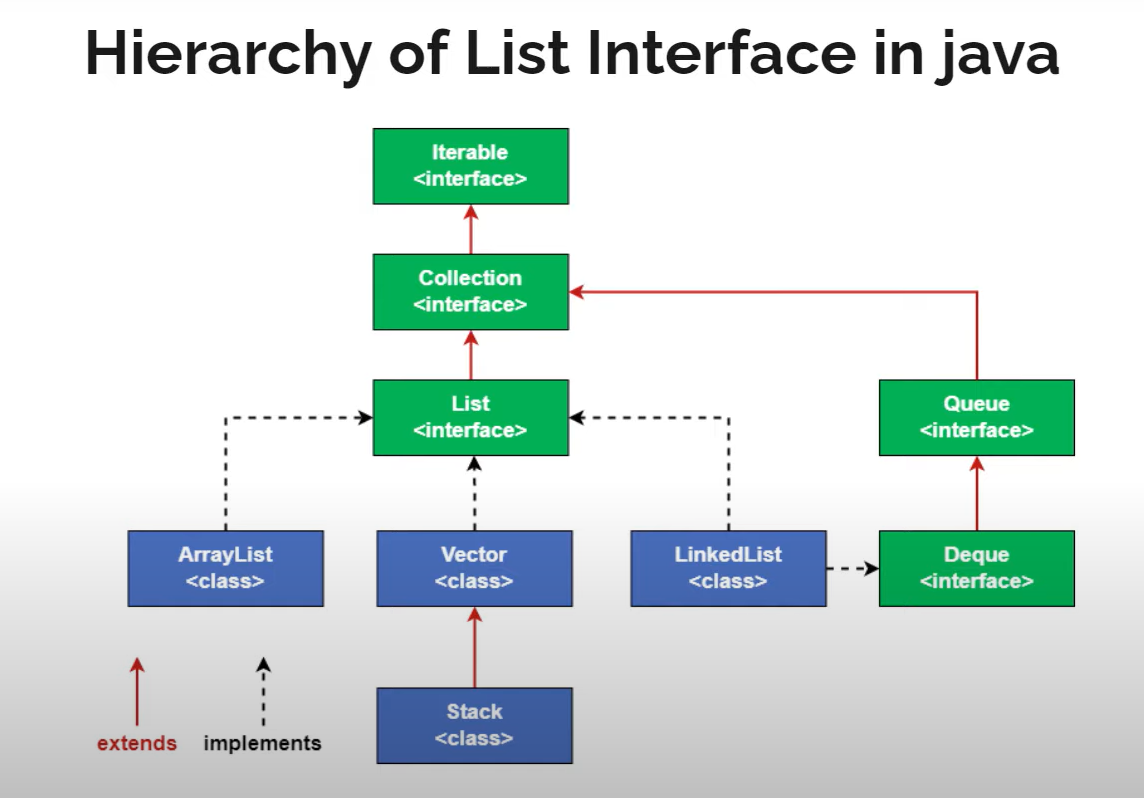 Hierarchy of List Interface in java
Iterable
<interface>
Collection
<interface>
List
<interface>
Queue
<interface>
ArrayList
<class>
Vector
<class>
LinkedList
<class>
Deque
<interface>
Stack
<class>
extends
implements